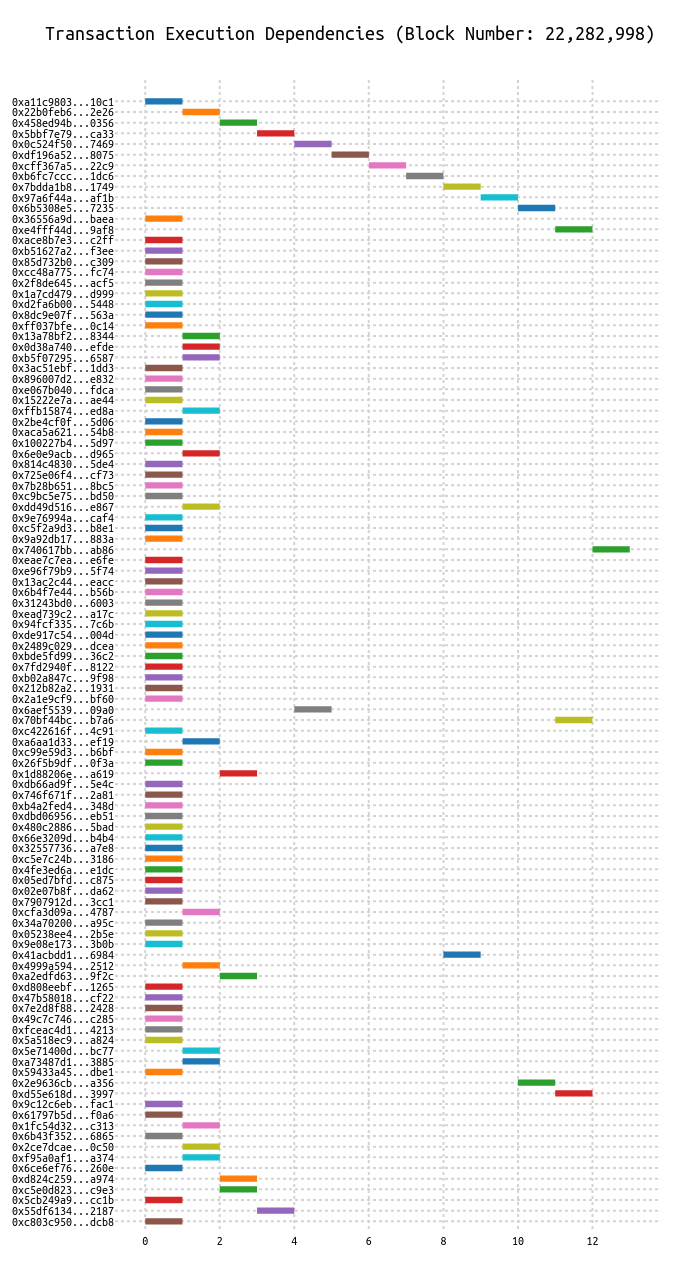 Transaction Execution Dependencies (Block Number: 22,282,998)
0xa11c9803...10c1
0x22b0feb6...2e26
0x458ed94b...0356
0x5bbf7e79...ca33
0x0c524f50...7469
0xdf196a52...8075
0xcff367a5...22c9
0xb6fc7ccc...1dc6
0x7bdda1b8...1749
0x97a6f44a...af1b
0x6b5308e5...7235
0x36556a9d...baea
0xe4fff44d...9af8
0xace8b7e3...c2ff
0xb51627a2...f3ee
0x85d732b0...c309
0xcc48a775...fc74
0x2f8de645...acf5
0x1a7cd479...d999
0xd2fa6b00...5448
0x8dc9e07f...563a
0xff037bfe...0c14
0x13a78bf2...8344
0x0d38a740...efde
0xb5f07295...6587
0x3ac51ebf...1dd3
0x896007d2...e832
0xe067b040...fdca
0x15222e7a...ae44
0xffb15874...ed8a
0x2be4cf0f...5d06
0xaca5a621...54b8
0x100227b4...5d97
0x6e0e9acb...d965
0x814c4830...5de4
0x725e06f4...cf73
0x7b28b651...8bc5
0xc9bc5e75...bd50
0xdd49d516...e867
0x9e76994a...caf4
0xc5f2a9d3...b8e1
0x9a92db17...883a
0x740617bb...ab86
0xeae7c7ea...e6fe
0xe96f79b9...5f74
0x13ac2c44...eacc
0x6b4f7e44...b56b
0x31243bd0...6003
0xead739c2...a17c
0x94fcf335...7c6b
0xde917c54...004d
0x2489c029...dcea
0xbde5fd99...36c2
0x7fd2940f...8122
0xb02a847c...9f98
0x212b82a2...1931
0x2a1e9cf9...bf60
0x6aef5539...09a0
0x70bf44bc...b7a6
0xc422616f...4c91
0xa6aa1d33...ef19
0xc99e59d3...b6bf
0x26f5b9df...0f3a
0x1d88206e...a619
0xdb66ad9f...5e4c
0x746f671f...2a81
0xb4a2fed4...348d
0xdbd06956...eb51
0x480c2886...5bad
0x66e3209d...b4b4
0x32557736...a7e8
0xc5e7c24b...3186
0x4fe3ed6a...e1dc
0x05ed7bfd...c875
0x02e07b8f...da62
0x7907912d...3cc1
0xcfa3d09a...4787
0x34a70200...a95c
0x05238ee4...2b5e
0x9e08e173...3b0b
0x41acbdd1...6984
0x4999a594...2512
0xa2edfd63...9f2c
0xd808eebf...1265
0x47b58018...cf22
0x7e2d8f88...2428
0x49c7c746...c285
0xfceac4d1...4213
0x5a518ec9...a824
0x5e71400d...bc77
0xa73487d1...3885
0x59433a45...dbe1
0x2e9636cb...a356
0xd55e618d...3997
0x9c12c6eb...fac1
0x61797b5d...f0a6
0x1fc54d32...c313
0x6b43f352...6865
0x2ce7dcae...0c50
0xf95a0af1...a374
0x6ce6ef76...260e
0xd824c259...a974
0xc5e0d823...c9e3
0x5cb249a9...cc1b
0x55df6134...2187
0xc803c950...dcb8
0 2 4 6 8 10 12